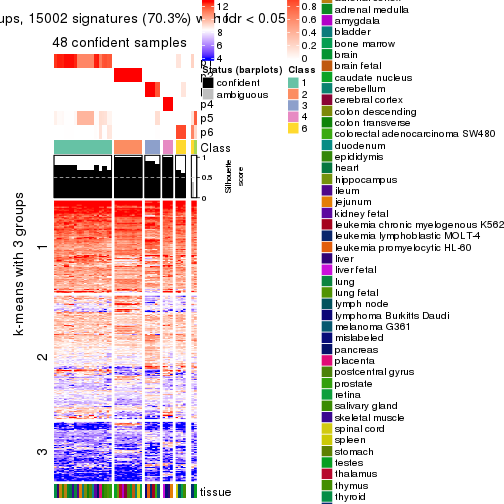 ups, 15002 signatures (70.3%) with fdr < 0.05
48 confident samples
p4
p5
p6
Class
1
0.5
0
Silhouette
score
k-means with 3 groups
1
2
3
tissue
12
10
8
6
4
Status (barplots)
confident
ambiguous
0.8
0.6
0.4
0.2
0
Class
1
2
3
4
6
adrenal medulla
amygdala
bladder
bone marrow
brain
brain fetal
caudate nucleus
cerebellum
cerebral cortex
colon descending
colon transverse
colorectal adenocarcinoma SW480
duodenum
epididymis
heart
hippocampus
ileum
jejunum
kidney fetal
leukemia chronic myelogenous K562
leukemia lymphoblastic MOLT-4
leukemia promyelocytic HL-60
liver
liver fetal
lung
lung fetal
lymph node
lymphoma Burkitts Daudi
melanoma G361
mislabeled
pancreas
placenta
postcentral gyrus
prostate
retina
salivary gland
skeletal muscle
spinal cord
spleen
stomach
testes
thalamus
thymus
thyroid